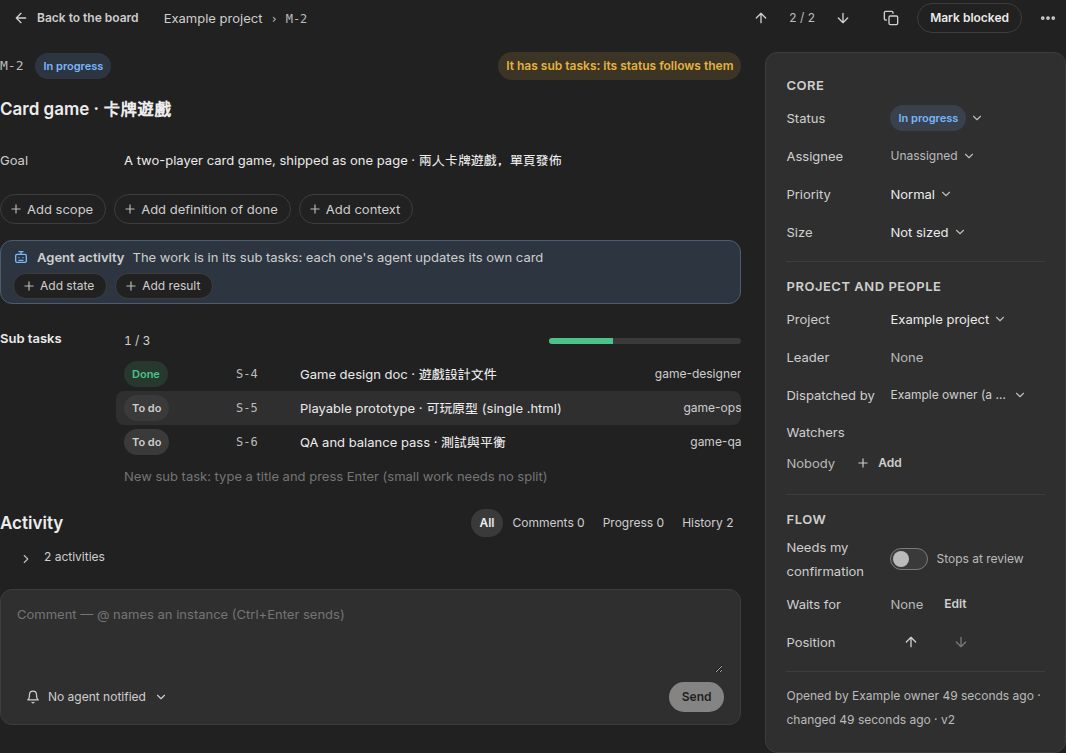 Back to the board
Example project › M-2
2 / 2
Mark blocked
M-2
In progress
It has sub tasks: its status follows them
Card game · 卡牌遊戲
Goal
A two-player card game, shipped as one page · 兩人卡牌遊戲，單頁發佈
Add scope
Add definition of done
Add context
Agent activity The work is in its sub tasks: each one's agent updates its own card
Add state
Add result
Sub tasks
1 / 3
Done S-4 Game design doc · 遊戲設計文件 game-designer
To do S-5 Playable prototype · 可玩原型 (single .html) game-ops
To do S-6 QA and balance pass · 測試與平衡 game-qa
New sub task: type a title and press Enter (small work needs no split)
Activity
All
Comments 0
Progress 0
History 2
2 activities
Comment — @ names an instance (Ctrl+Enter sends)
No agent notified
Send
CORE
Status In progress
Assignee Unassigned
Priority Normal
Size Not sized
PROJECT AND PEOPLE
Project Example project
Leader None
Dispatched by Example owner (a ...
Watchers
Nobody Add
FLOW
Needs my
confirmation
Stops at review
Waits for None Edit
Position
Opened by Example owner 49 seconds ago ·
changed 49 seconds ago · v2